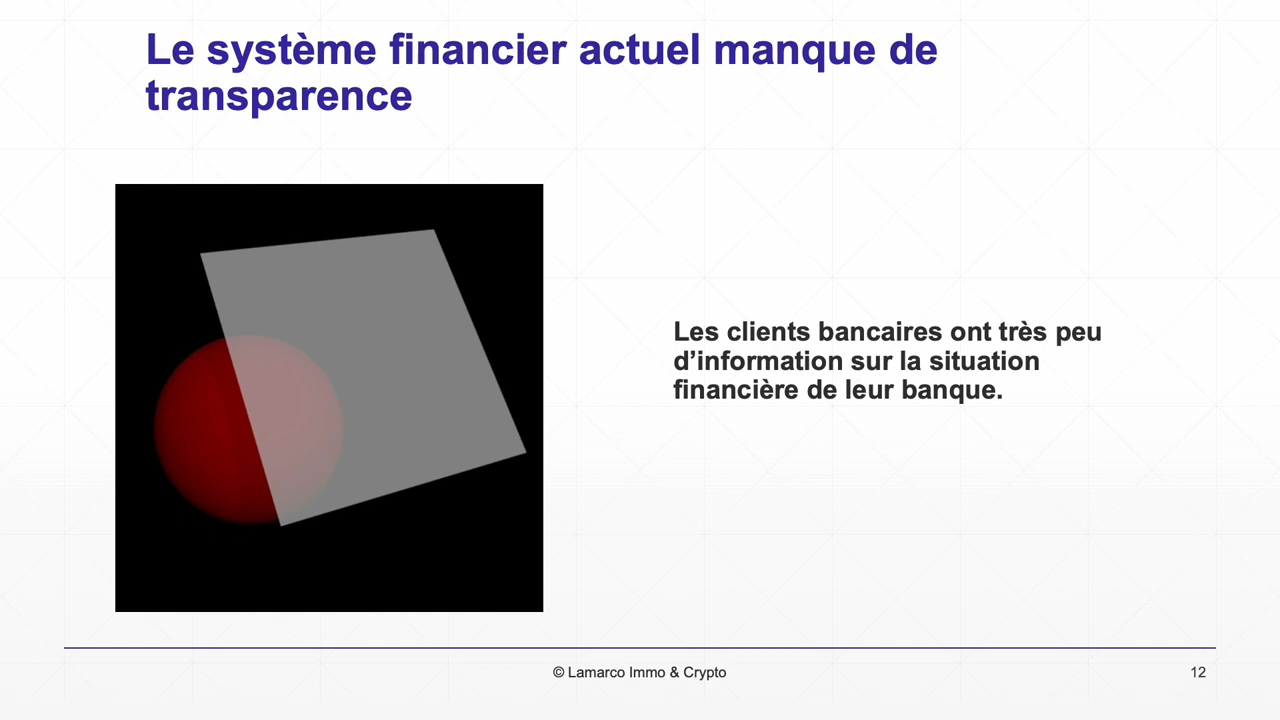 Le système financier actuel manque de
transparence
Les clients bancaires ont très peu
d’information sur la situation
financière de leur banque.
© Lamarco Immo & Crypto
12